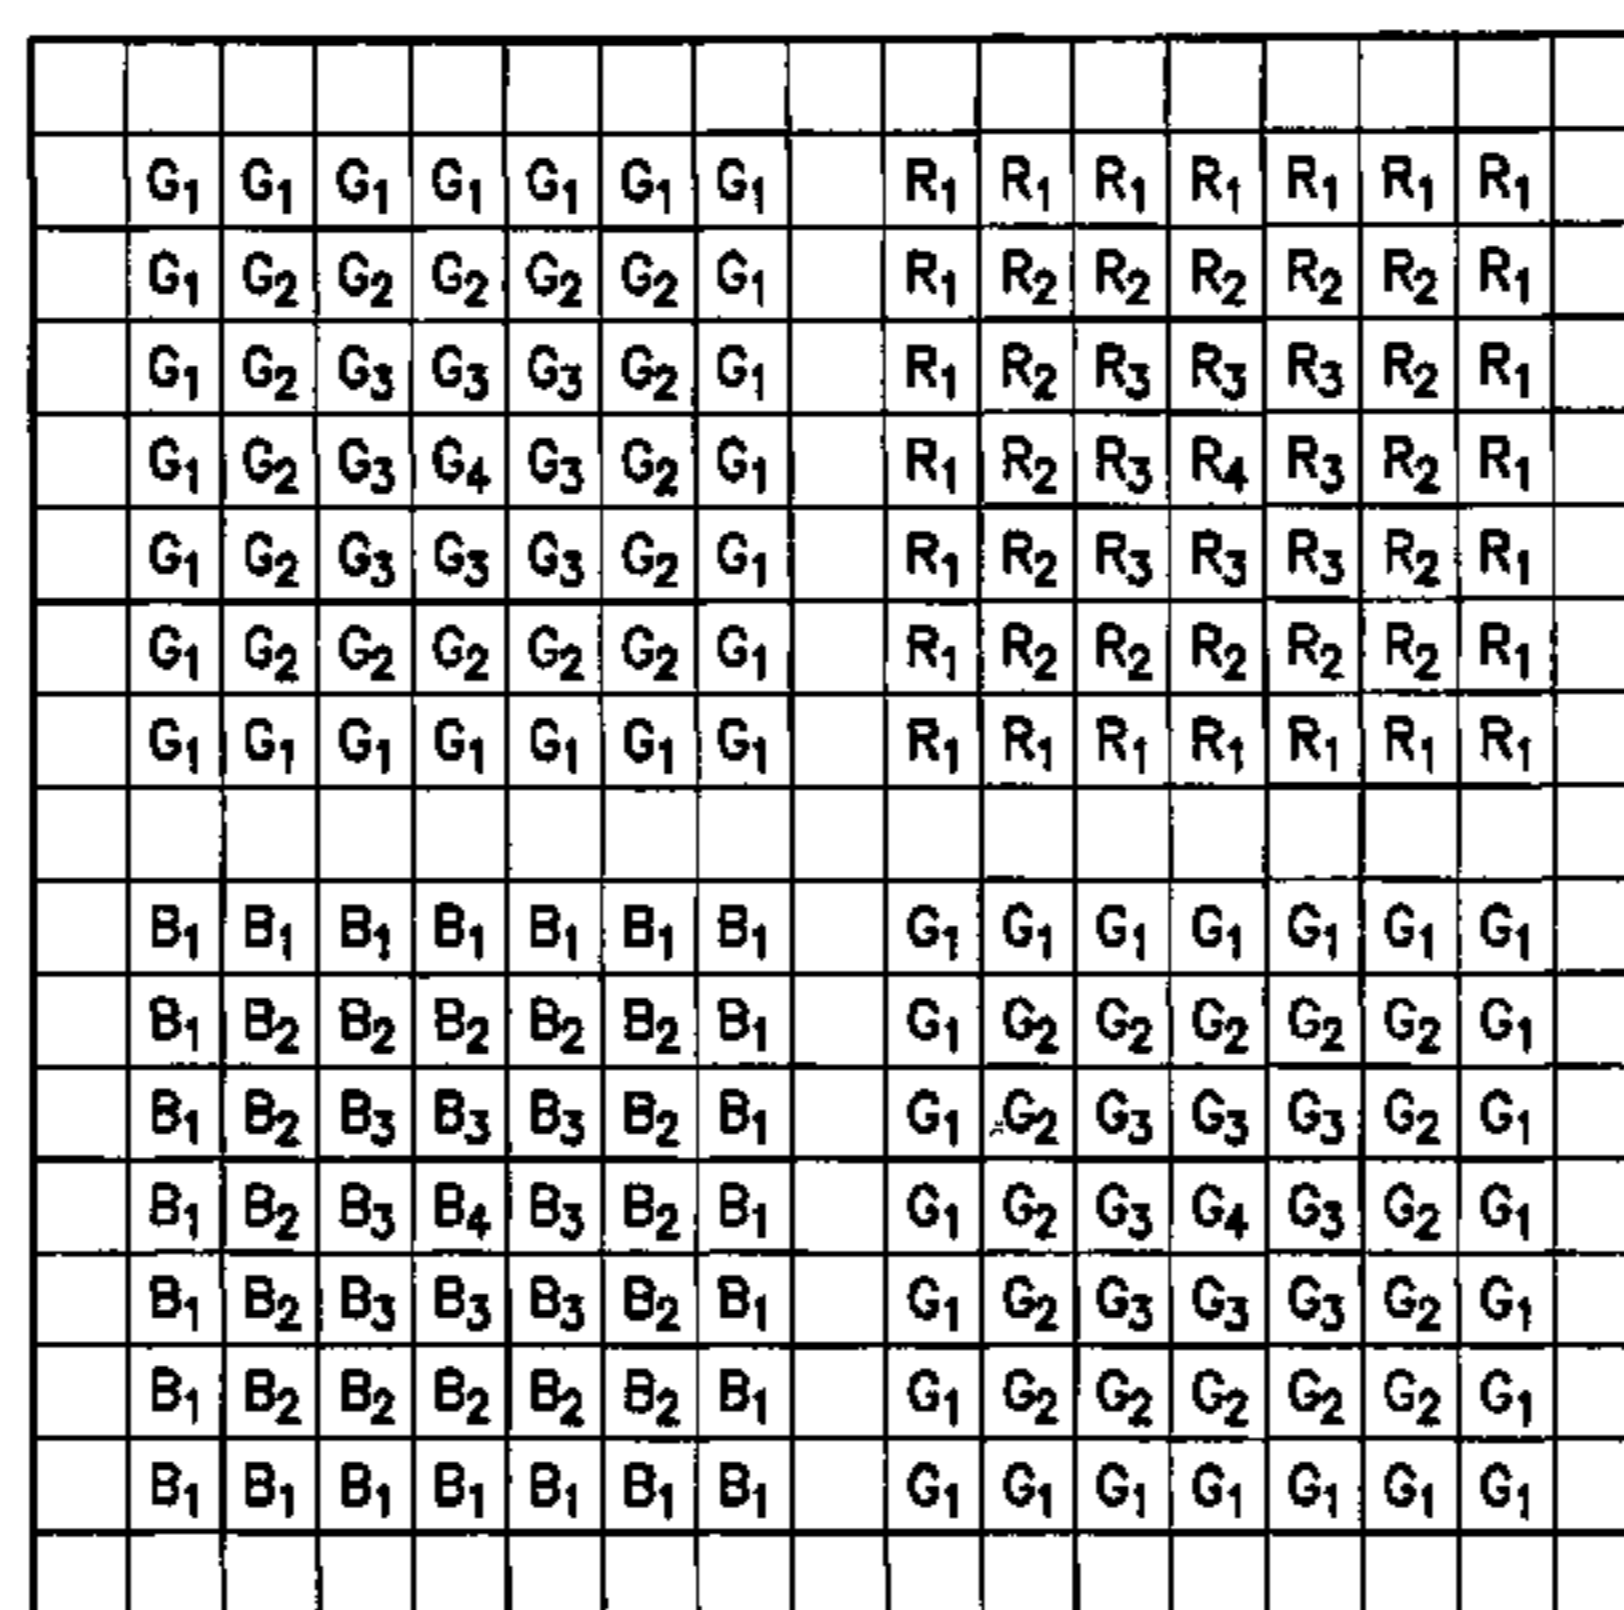 G₁ G₁ G₁ G₁ G₁ G₁ G₁ R₁ R₁ R₁ R₁ R₁ R₁ R₁
G₁ G₂ G₂ G₂ G₂ G₂ G₁ R₁ R₂ R₂ R₂ R₂ R₂ R₁
G₁ G₂ G₃ G₃ G₃ G₂ G₁ R₁ R₂ R₃ R₃ R₃ R₂ R₁
G₁ G₂ G₃ G₄ G₃ G₂ G₁ R₁ R₂ R₃ R₄ R₃ R₂ R₁
G₁ G₂ G₃ G₃ G₃ G₂ G₁ R₁ R₂ R₃ R₃ R₃ R₂ R₁
G₁ G₂ G₂ G₂ G₂ G₂ G₁ R₁ R₂ R₂ R₂ R₂ R₂ R₁
G₁ G₁ G₁ G₁ G₁ G₁ G₁ R₁ R₁ R₁ R₁ R₁ R₁ R₁
B₁ B₁ B₁ B₁ B₁ B₁ B₁ G₁ G₁ G₁ G₁ G₁ G₁ G₁
B₁ B₂ B₂ B₂ B₂ B₂ B₁ G₁ G₂ G₂ G₂ G₂ G₂ G₁
B₁ B₂ B₃ B₃ B₃ B₂ B₁ G₁ G₂ G₃ G₃ G₃ G₂ G₁
B₁ B₂ B₃ B₄ B₃ B₂ B₁ G₁ G₂ G₃ G₄ G₃ G₂ G₁
B₁ B₂ B₃ B₃ B₃ B₂ B₁ G₁ G₂ G₃ G₃ G₃ G₂ G₁
B₁ B₂ B₂ B₂ B₂ B₂ B₁ G₁ G₂ G₂ G₂ G₂ G₂ G₁
B₁ B₁ B₁ B₁ B₁ B₁ B₁ G₁ G₁ G₁ G₁ G₁ G₁ G₁